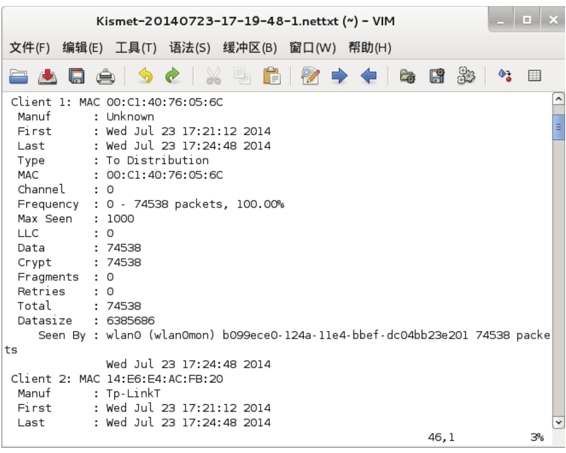 Kismet-20140723-17-19-48-1.nettxt (~) - VIM
文件(F) 编辑(E) 工具(T) 语法(S) 缓冲区(B) 窗口(W) 帮助(H)
Client 1: MAC 00:C1:40:76:05:6C
Manuf : Unknown
First : Wed Jul 23 17:21:12 2014
Last : Wed Jul 23 17:24:48 2014
Type : To Distribution
MAC : 00:C1:40:76:05:6C
Channel : 0
Frequency : 0 - 74538 packets, 100.00%
Max Seen : 1000
LLC : 0
Data : 74538
Crypt : 74538
Fragments : 0
Retries : 0
Total : 74538
Datasize : 6385686
Seen By : wlan0 (wlan0mon) b099ece0-124a-11e4-bbef-dc04bb23e201 74538 packe
ts
Wed Jul 23 17:24:48 2014
Client 2: MAC 14:E6:E4:AC:FB:20
Manuf : Tp-LinkT
First : Wed Jul 23 17:21:12 2014
Last : Wed Jul 23 17:24:48 2014
46,1 3%